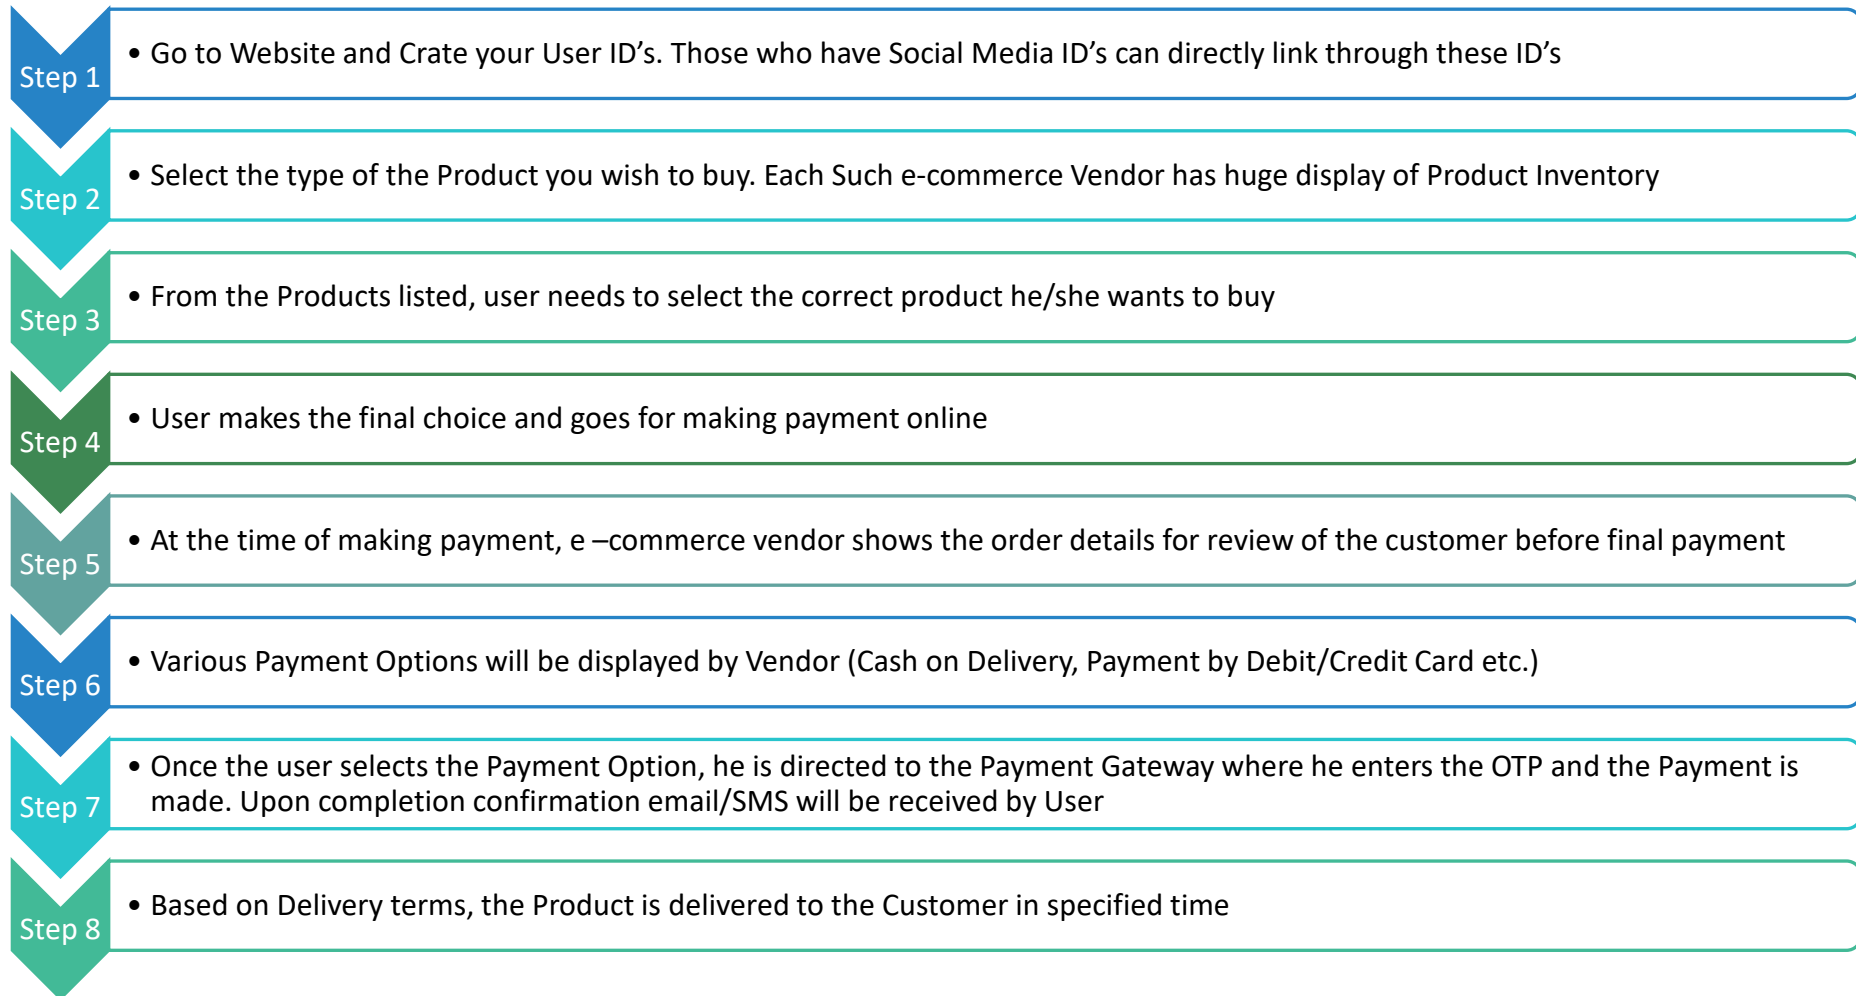 Step 1
• Go to Website and Crate your User ID’s. Those who have Social Media ID’s can directly link through these ID’s
Step 2
• Select the type of the Product you wish to buy. Each Such e-commerce Vendor has huge display of Product Inventory
Step 3
• From the Products listed, user needs to select the correct product he/she wants to buy
Step 4
• User makes the final choice and goes for making payment online
Step 5
• At the time of making payment, e –commerce vendor shows the order details for review of the customer before final payment
Step 6
• Various Payment Options will be displayed by Vendor (Cash on Delivery, Payment by Debit/Credit Card etc.)
Step 7
• Once the user selects the Payment Option, he is directed to the Payment Gateway where he enters the OTP and the Payment is
made. Upon completion confirmation email/SMS will be received by User
Step 8
• Based on Delivery terms, the Product is delivered to the Customer in specified time